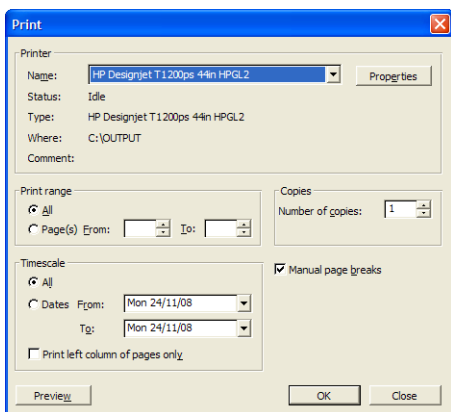 Print
Printer
Name: HP Designjet T1200ps 44in HPGL2 Properties
Status: Idle
Type: HP Designjet T1200ps 44in HPGL2
Where: C:\OUTPUT
Comment:
Print range
All
Page(s) From: To:
Copies
Number of copies: 1
Timescale
All
Dates From: Mon 24/11/08
To: Mon 24/11/08
Print left column of pages only
Manual page breaks
Preview OK Close